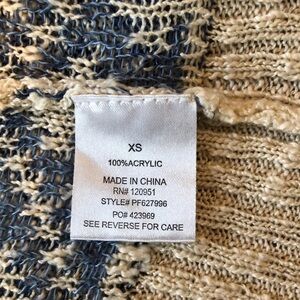 XS
100%ACRYLIC
MADE IN CHINA
RN# 120951
STYLE# PF627996
PO# 423969
SEE REVERSE FOR CARE